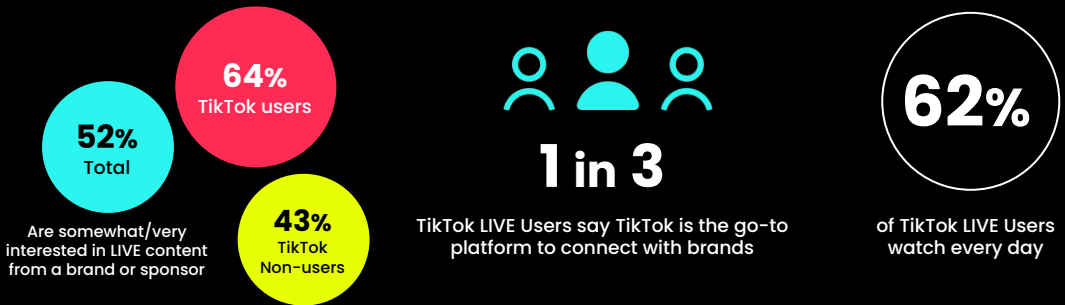 64%
TikTok users
52%
Total
43%
TikTok
Non-users
Are somewhat/very
interested in LIVE content
from a brand or sponsor
1 in 3
TikTok LIVE Users say TikTok is the go-to
platform to connect with brands
62%
of TikTok LIVE Users
watch every day